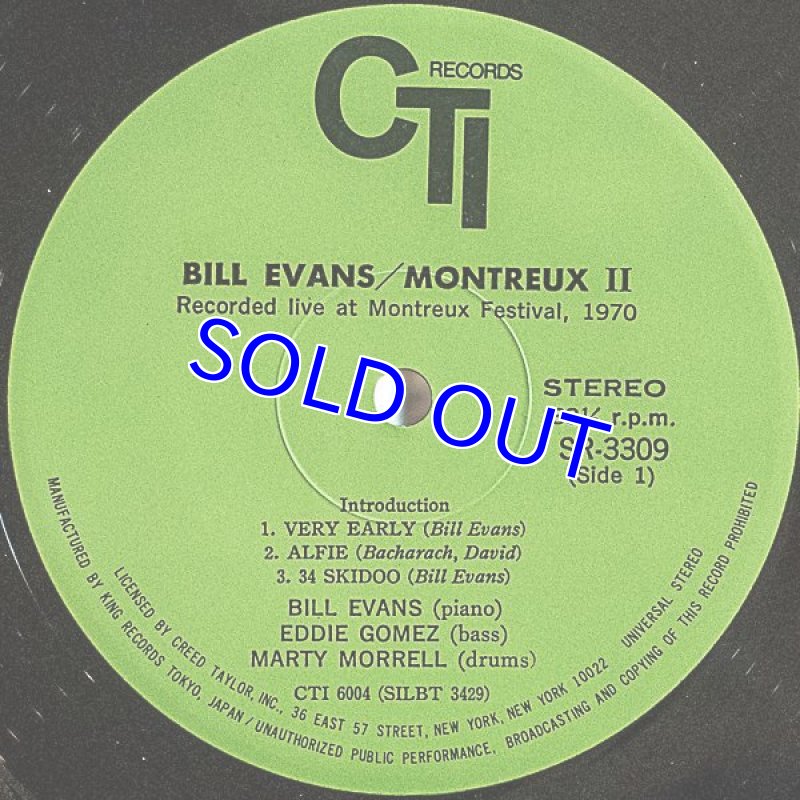 CTI RECORDS
BILL EVANS/MONTREUX II
Recorded live at Montreux Festival, 1970
SOLD OUT
STEREO
r.p.m.
SR-3309
(Side 1)
Introduction
1. VERY EARLY (Bill Evans)
2. ALFIE (Bacharach, David)
3. 34 SKIDOO (Bill Evans)
BILL EVANS (piano)
EDDIE GOMEZ (bass)
MARTY MORRELL (drums)
CTI 6004 (SILBT 3429)
LICENSED BY CREED TAYLOR, INC., 36 EAST 57 STREET, NEW YORK, NEW YORK 10022 UNIVERSAL STEREO
MANUFACTURED BY KING RECORDS TOKYO, JAPAN/UNAUTHORIZED PUBLIC PERFORMANCE, BROADCASTING AND COPYING OF THIS RECORD PROHIBITED